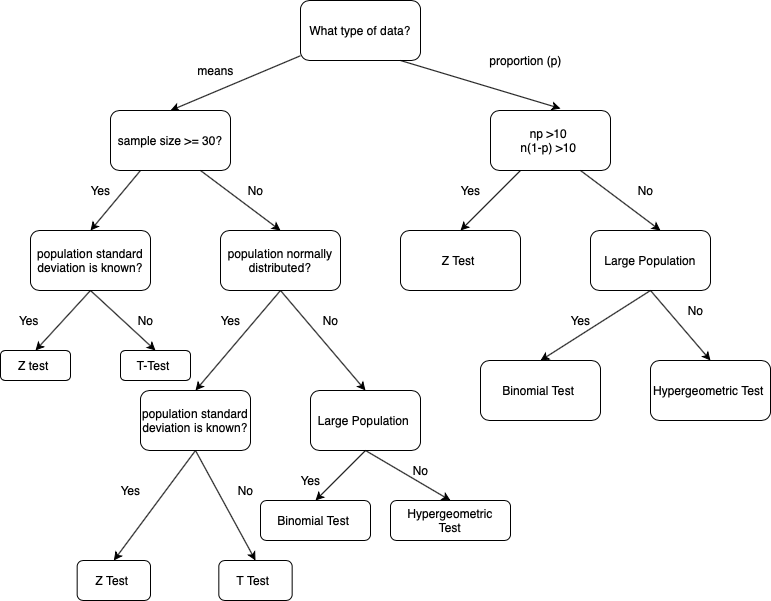 What type of data?
means
proportion (p)
sample size >= 30?
np >10
n(1-p) >10
Yes
No
Yes
No
population standard
deviation is known?
population normally
distributed?
Z Test
Large Population
Yes
No
Yes
No
Yes
No
Z test
T-Test
Binomial Test
Hypergeometric Test
population standard
deviation is known?
Large Population
Yes
No
Yes
No
Binomial Test
Hypergeometric
Test
Z Test
T Test